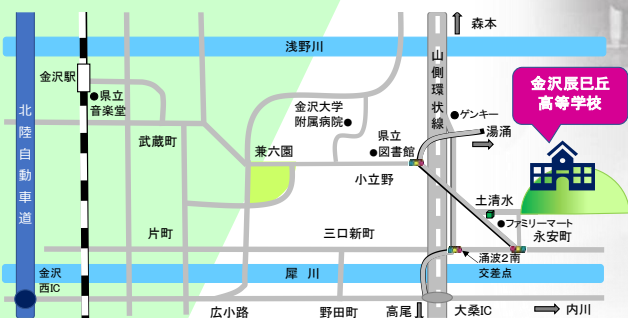 森本
浅野川
金沢駅
●県立
音楽堂
北陸自動車道
武蔵町
兼六園
金沢大学
附属病院●
山側環状線
●ゲンキー
湯涌
県立
●図書館
小立野
金沢辰巳丘
高等学校
土清水
●ファミリーマート
永安町
片町
三口新町
涌波2南
交差点
犀川
金沢
西IC
広小路
野田町
高尾
大桑IC
内川